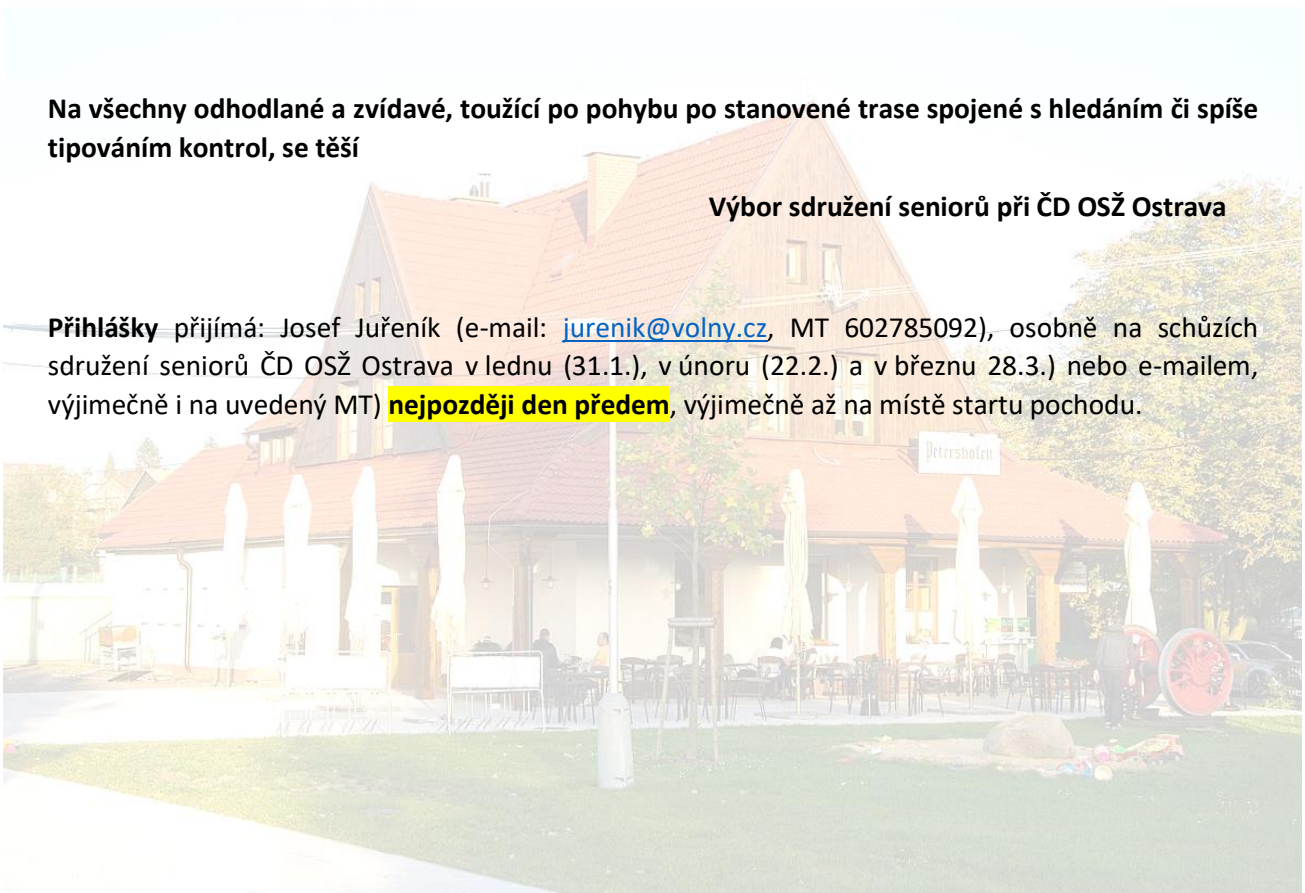 Na všechny odhodlané a zvídavé, toužící po pohybu po stanovené trase spojené s hledáním či spíše
tipováním kontrol, se těší
Výbor sdružení seniorů při ČD OSŽ Ostrava
Přihlášky přijímá: Josef Juřeník (e-mail: jurenik@volny.cz, MT 602785092), osobně na schůzích
sdružení seniorů ČD OSŽ Ostrava v lednu (31.1.), v únoru (22.2.) a v březnu 28.3.) nebo e-mailem,
výjimečně i na uvedený MT) nejpozději den předem, výjimečně až na místě startu pochodu.
Petershofen